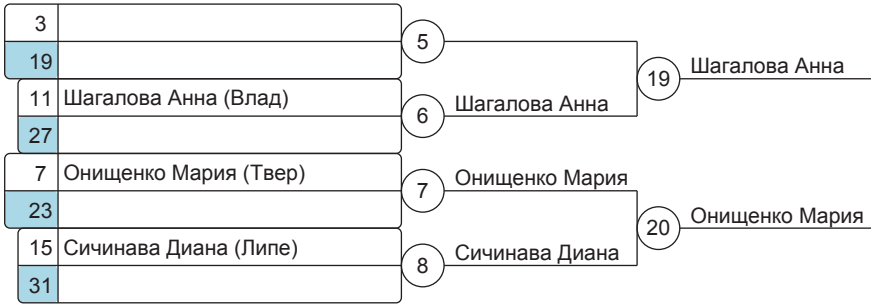 3
5
19
19 Шагалова Анна
11 Шагалова Анна (Влад)
6 Шагалова Анна
27
7 Онищенко Мария (Твер)
7 Онищенко Мария
23
20 Онищенко Мария
15 Сичинава Диана (Липе)
8 Сичинава Диана
31